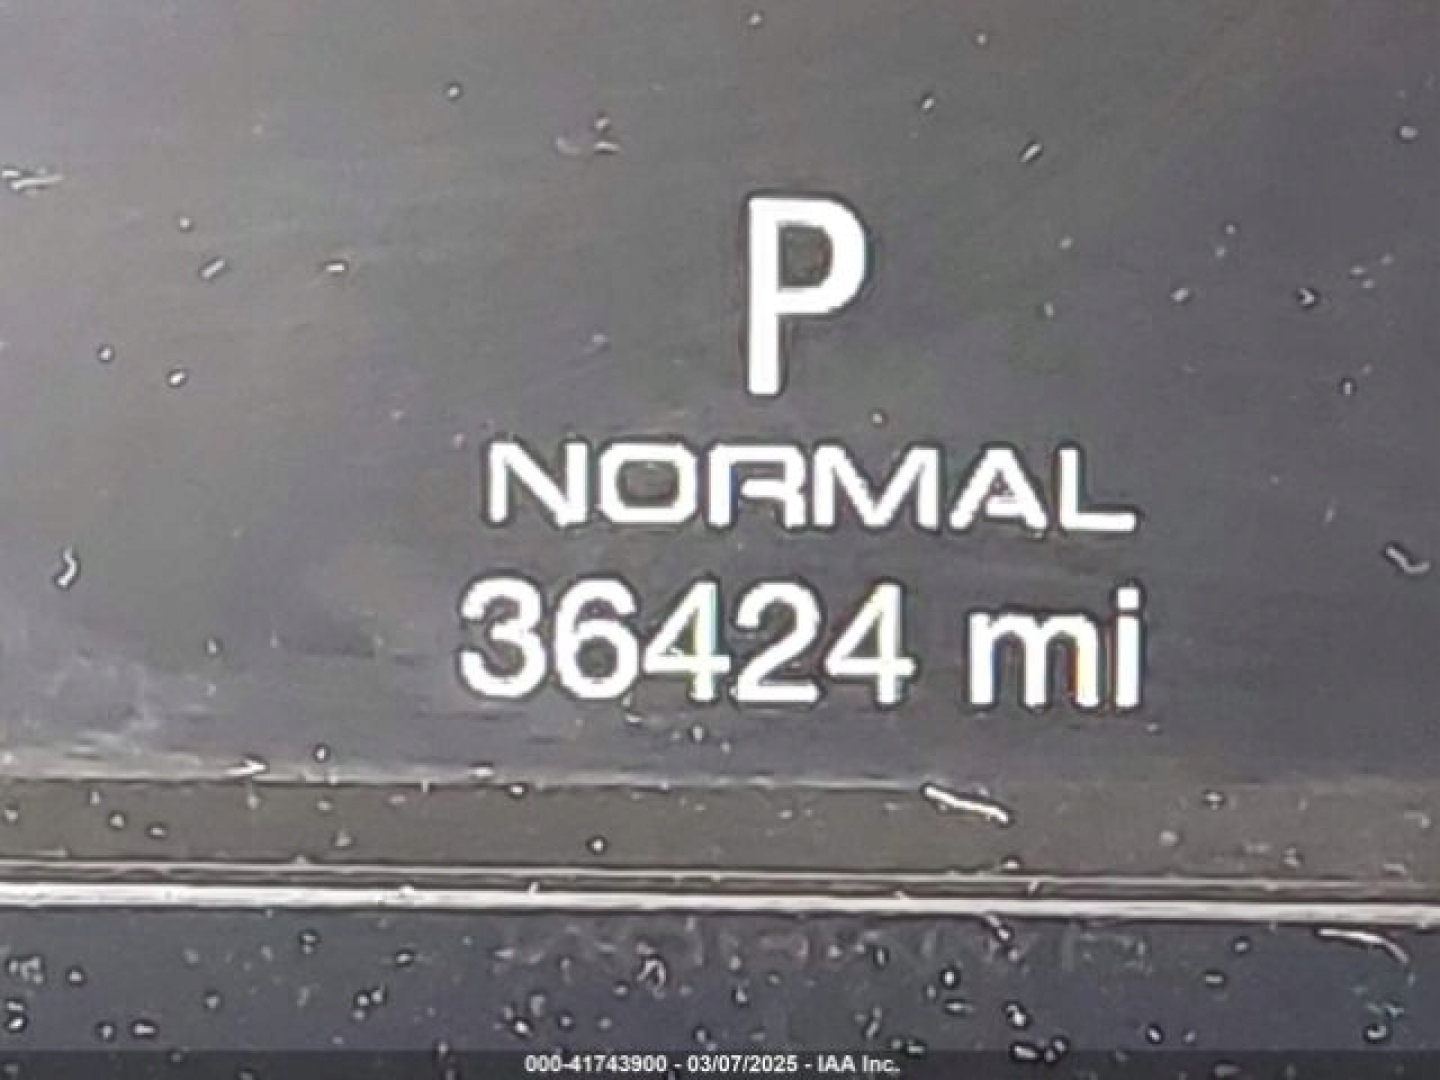 P
NORMAL
36424 mi
000-41743900 - 03/07/2025 - IAA Inc.